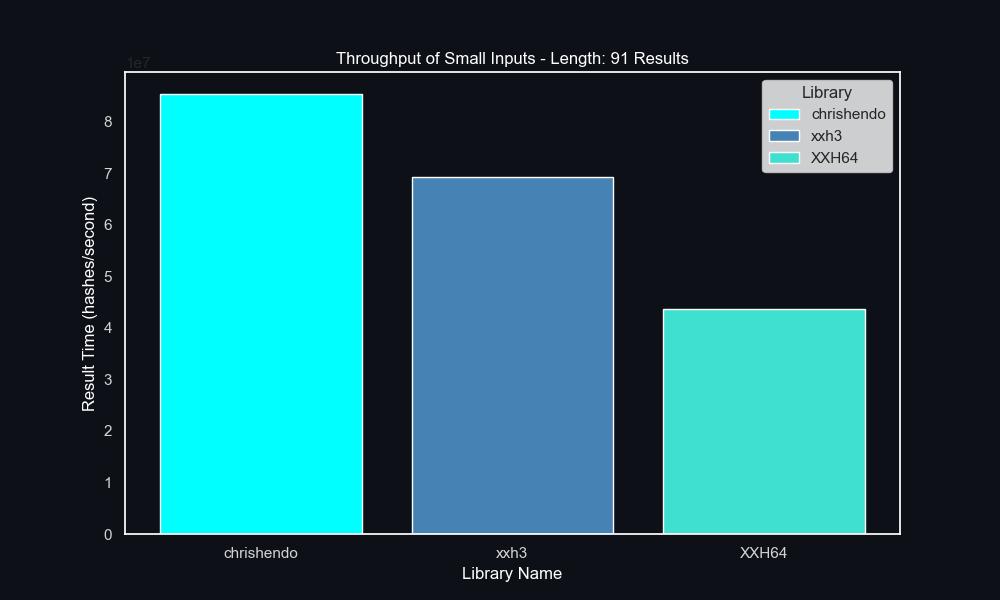 Throughput of Small Inputs - Length: 91 Results
1e7
8
7
6
5
4
3
2
1
0
Result Time (hashes/second)
Library
chrishendo
xxh3
XXH64
chrishendo
xxh3
XXH64
Library Name